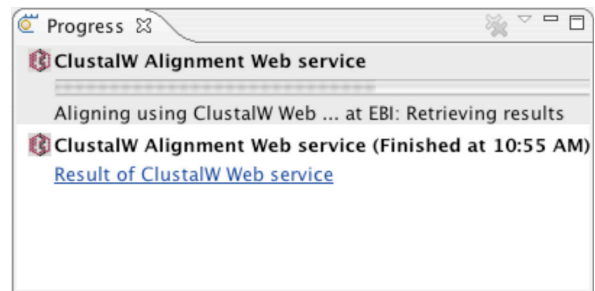 Progress
ClustalW Alignment Web service
Aligning using ClustalW Web ... at EBI: Retrieving results
ClustalW Alignment Web service (Finished at 10:55 AM)
Result of ClustalW Web service